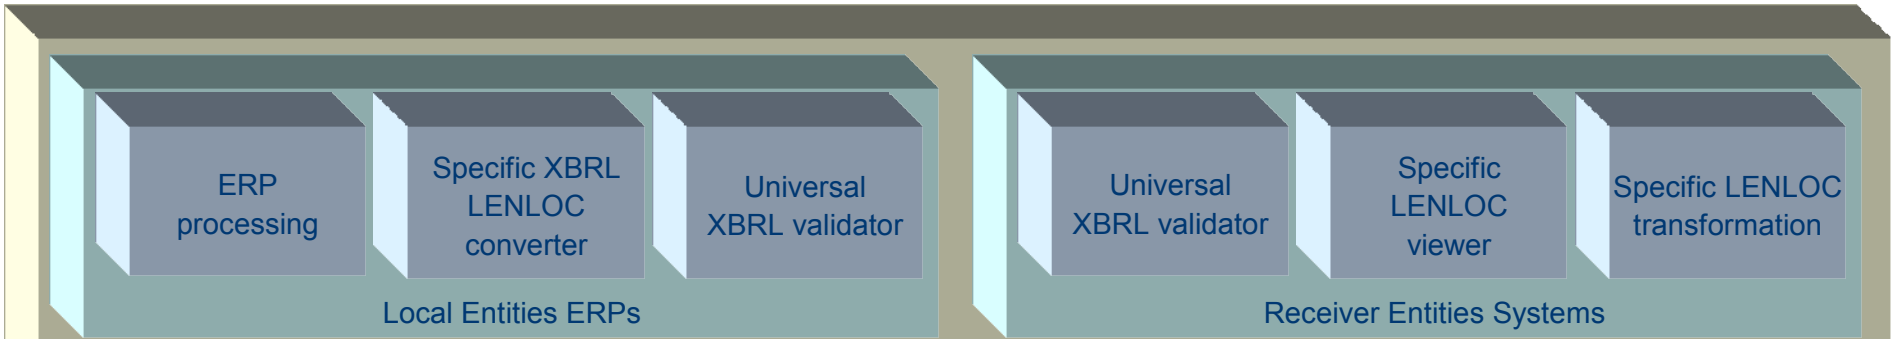 ERP
processing
Specific XBRL
LENLOC
converter
Universal
XBRL validator
Local Entities ERPs
Universal
XBRL validator
Specific
LENLOC
viewer
Specific LENLOC
transformation
Receiver Entities Systems